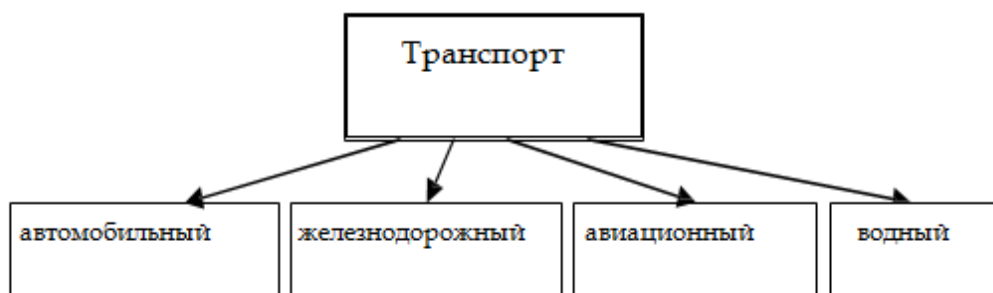 Транспорт
автомобильный
железнодорожный
авиационный
водный